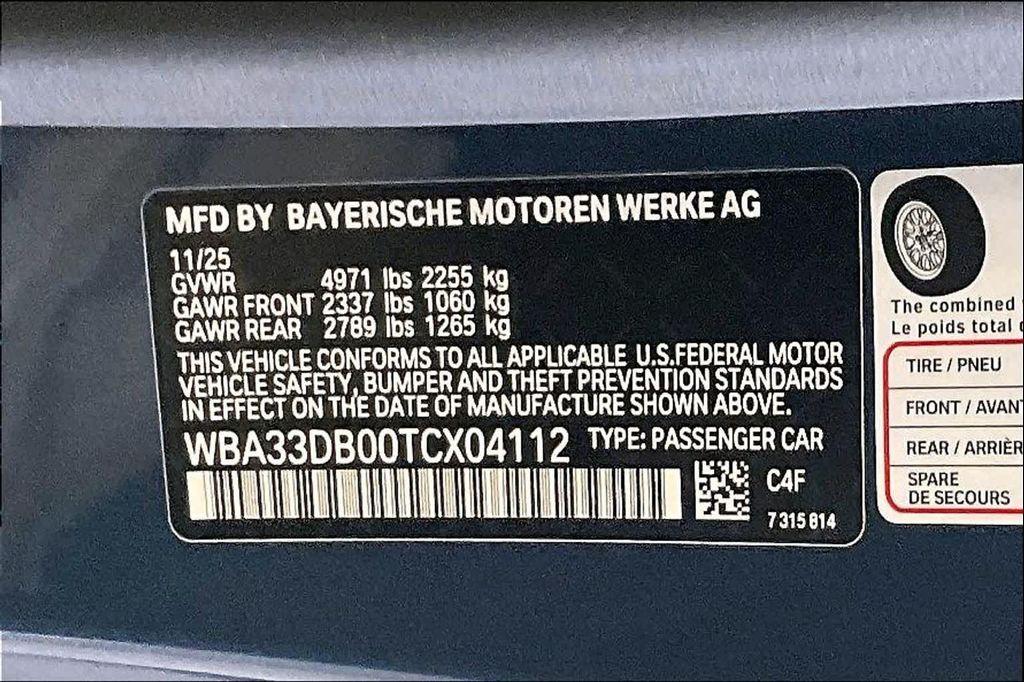 MFD BY BAYERISCHE MOTOREN WERKE AG
11/25
GVWR 4971 lbs 2255 kg
GAWR FRONT 2337 lbs 1060 kg
GAWR REAR 2789 lbs 1265 kg
THIS VEHICLE CONFORMS TO ALL APPLICABLE U.S.FEDERAL MOTOR
VEHICLE SAFETY, BUMPER AND THEFT PREVENTION STANDARDS
IN EFFECT ON THE DATE OF MANUFACTURE SHOWN ABOVE.
WBA33DB00TCX04112 TYPE: PASSENGER CAR
C4F
7315814
The combined
Le poids total
TIRE / PNEU
FRONT / AVANT
REAR / ARRIÈR
SPARE
DE SECOURS